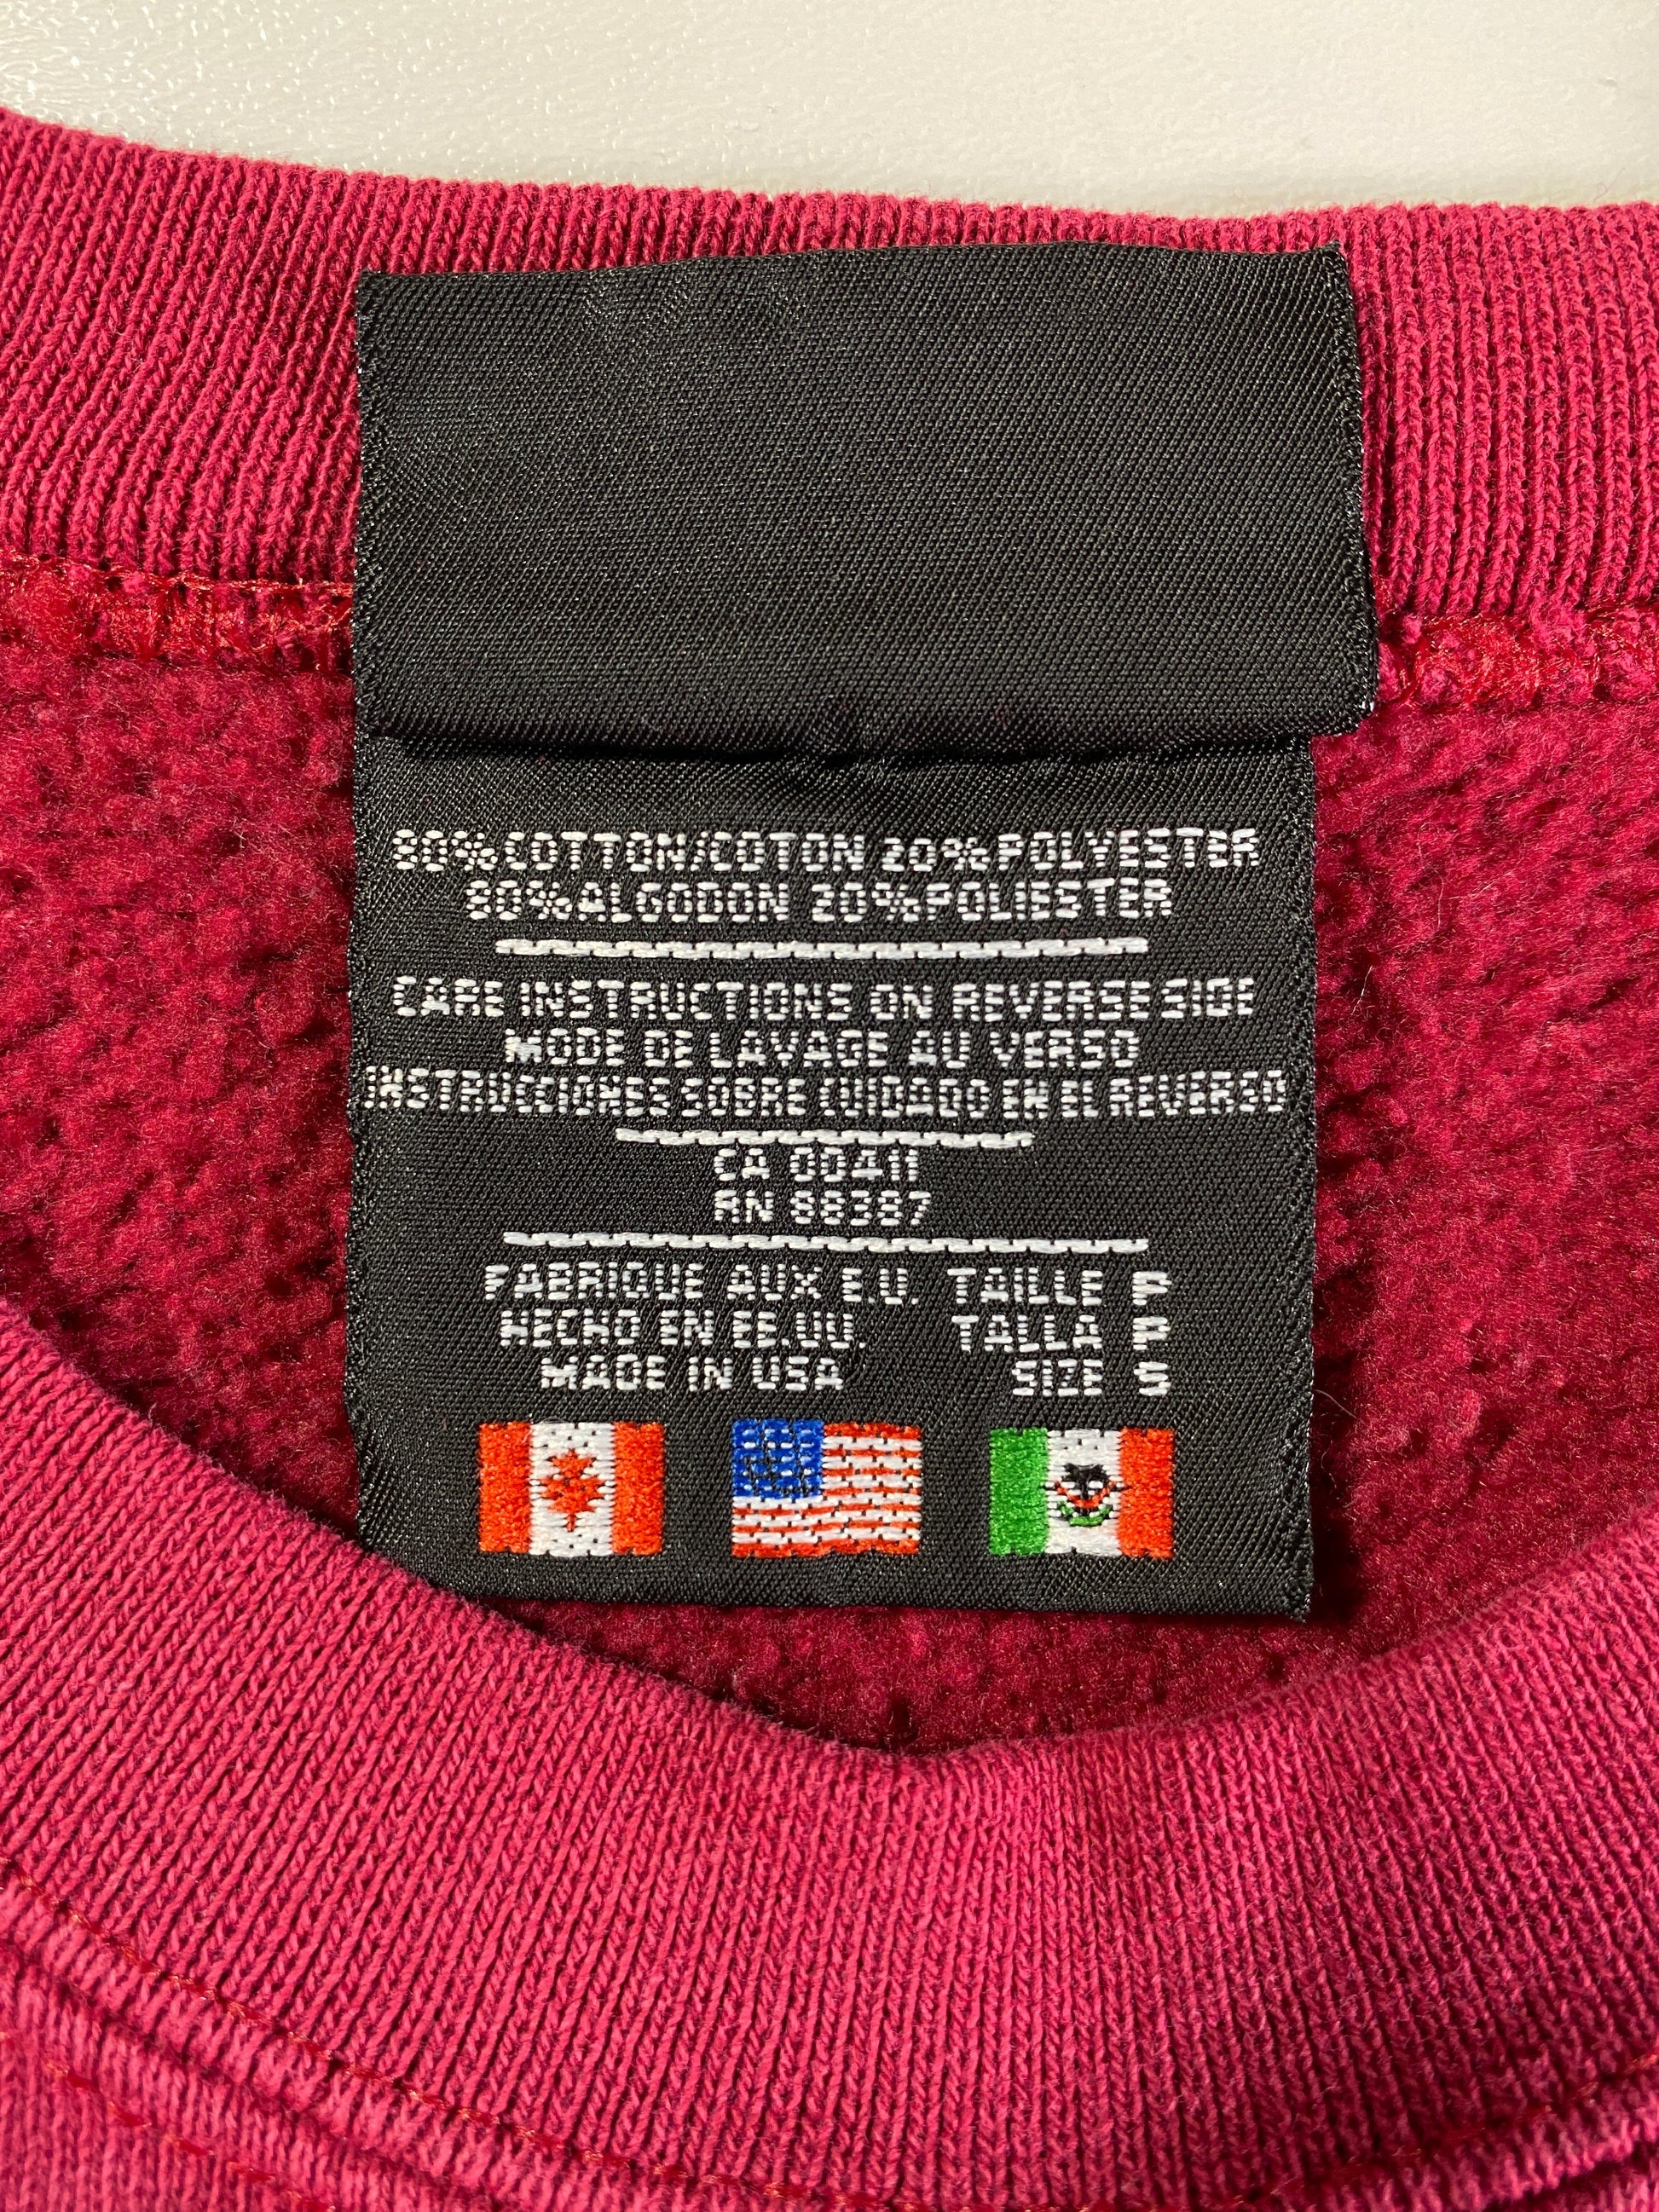 80% COTTON/COTON 20% POLYESTER
80% ALGODON 20% POLIESTER
CARE INSTRUCTIONS ON REVERSE SIDE
MODE DE LAVAGE AU VERSO
INSTRUCCIONES SOBRE CUIDADO EN EL REVERSO
CA 00411
RN 88387
FABRIQUE AUX E.U. TAILLE P
HECHO EN EE.UU. TALLA P
MADE IN USA SIZE S